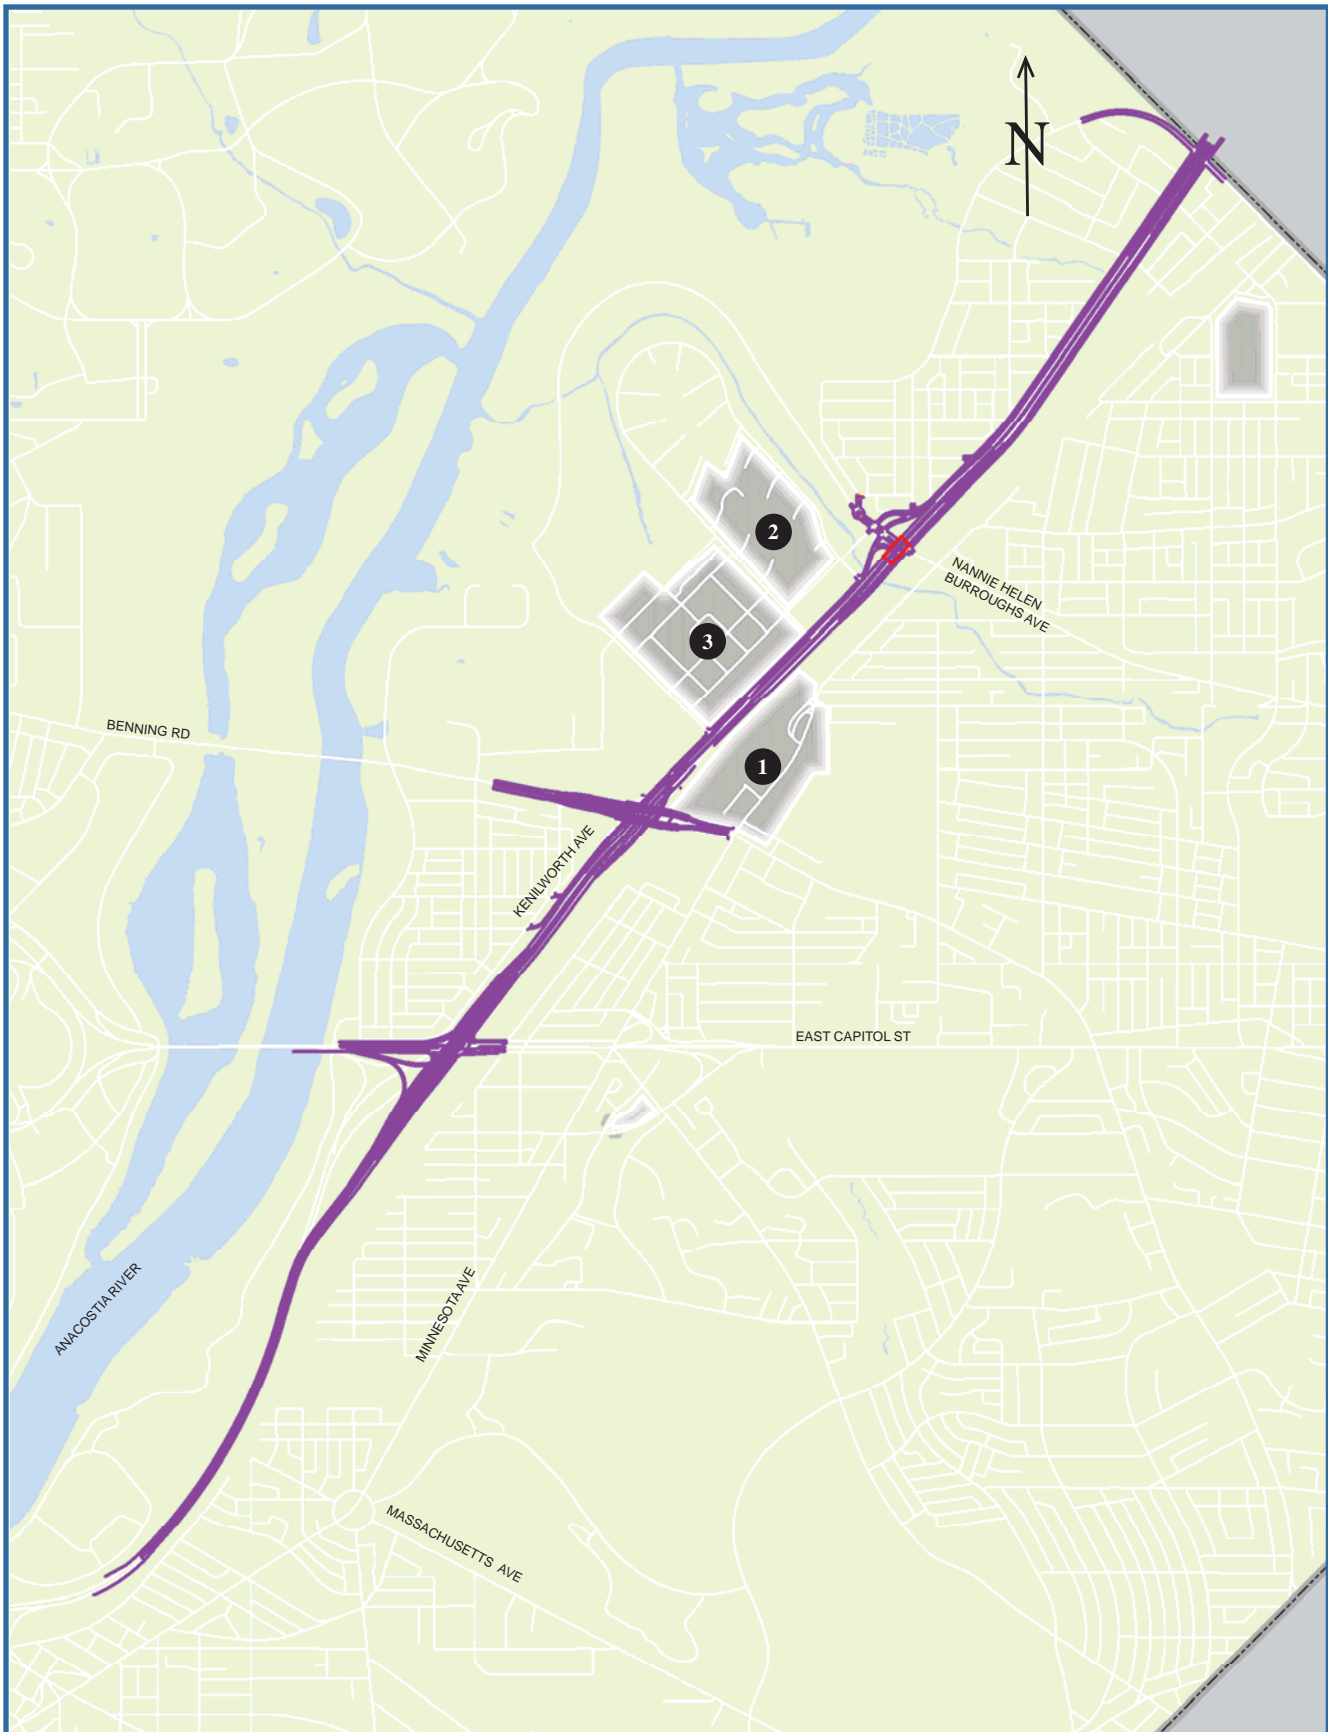 N
NANNIE HELEN
BURROUGHS AVE
2
3
BENNING RD
1
KENILWORTH AVE
EAST CAPITOL ST
ANACOSTIA RIVER
MINNESOTA AVE
MASSACHUSETTS AVE